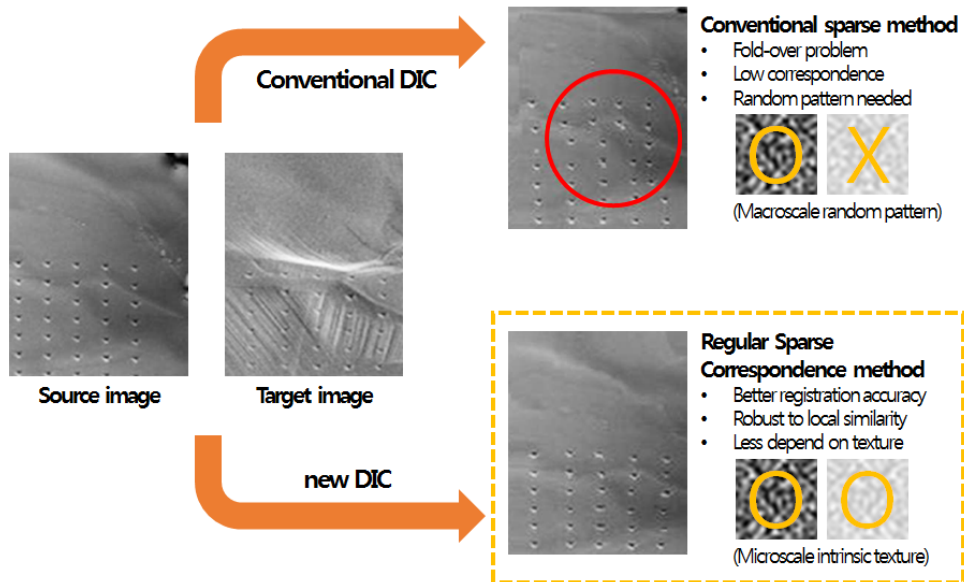 Conventional sparse method
• Fold-over problem
• Low correspondence
• Random pattern needed
Conventional DIC
O X
(Macroscale random pattern)
Source image
Target image
new DIC
Regular Sparse
Correspondence method
• Better registration accuracy
• Robust to local similarity
• Less depend on texture
O O
(Microscale intrinsic texture)